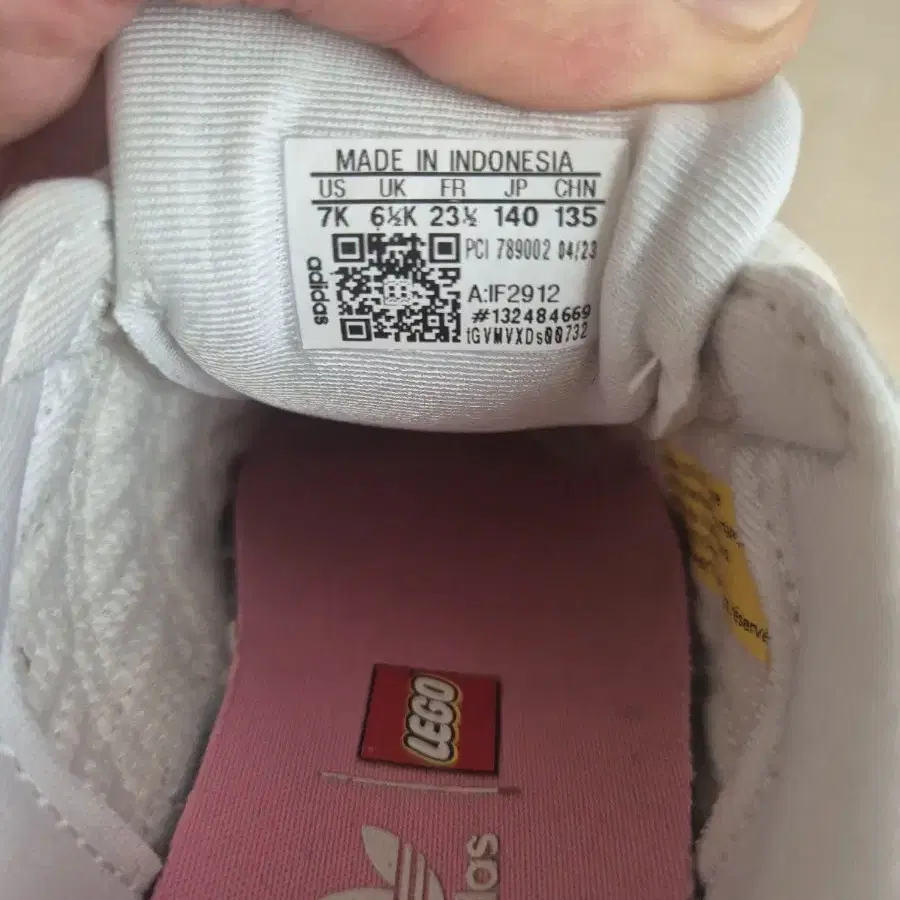 MADE IN INDONESIA
US UK FR JP CHN
7K 6½K 23½ 140 135
PCI 789002 04/23
adidas
A:IF2912
#132484669
tGVMVXDs00732
LEGO